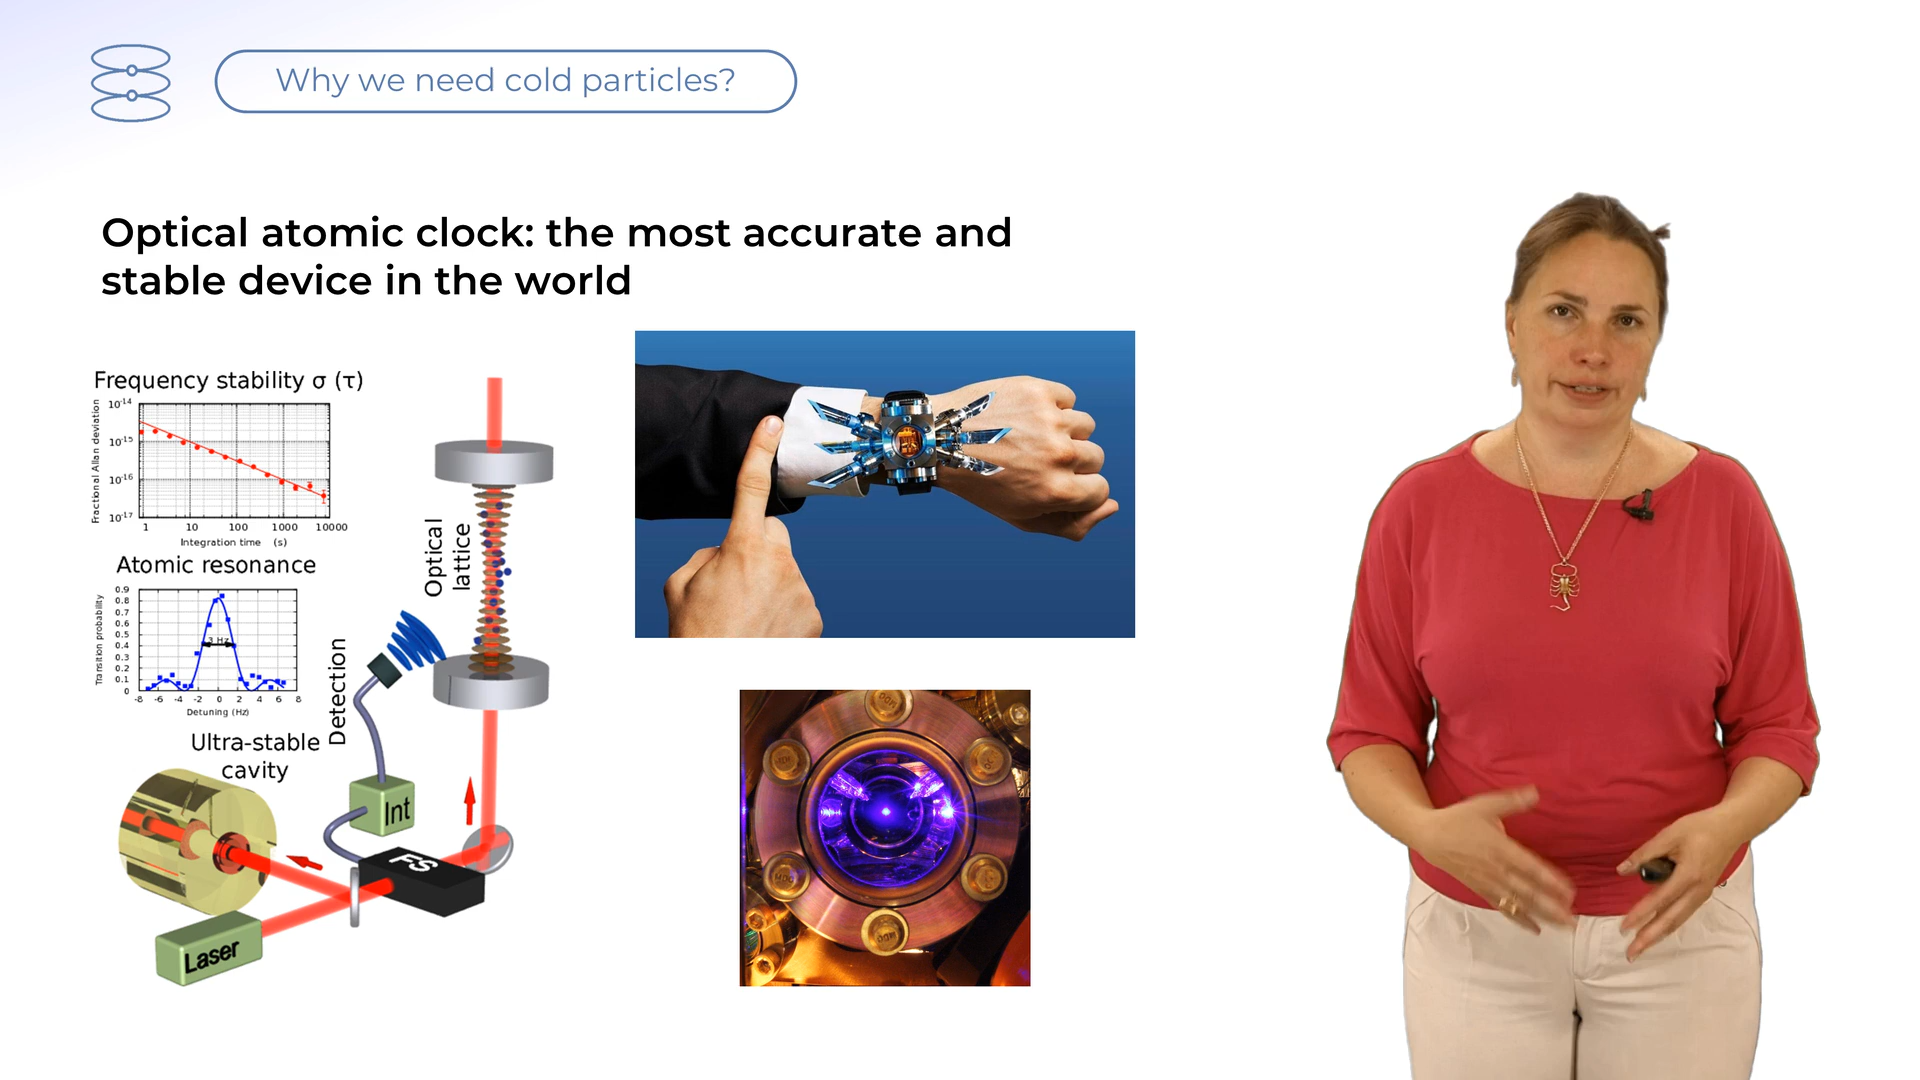 Why we need cold particles?
Optical atomic clock: the most accurate and
stable device in the world
Frequency stability σ (τ)
Fractional Allan deviation
10-14
10-15
10-16
10-17
1 10 100 1000 10000
Integration time (s)
Atomic resonance
Transition probability
0.9
0.8
0.7
0.6
0.5
0.4
0.3
0.2
0.1
0
3 Hz
-8 -6 -4 -2 0 2 4 6 8
Detuning (Hz)
Optical
lattice
Detection
Ultra-stable
cavity
Int
FS
Laser